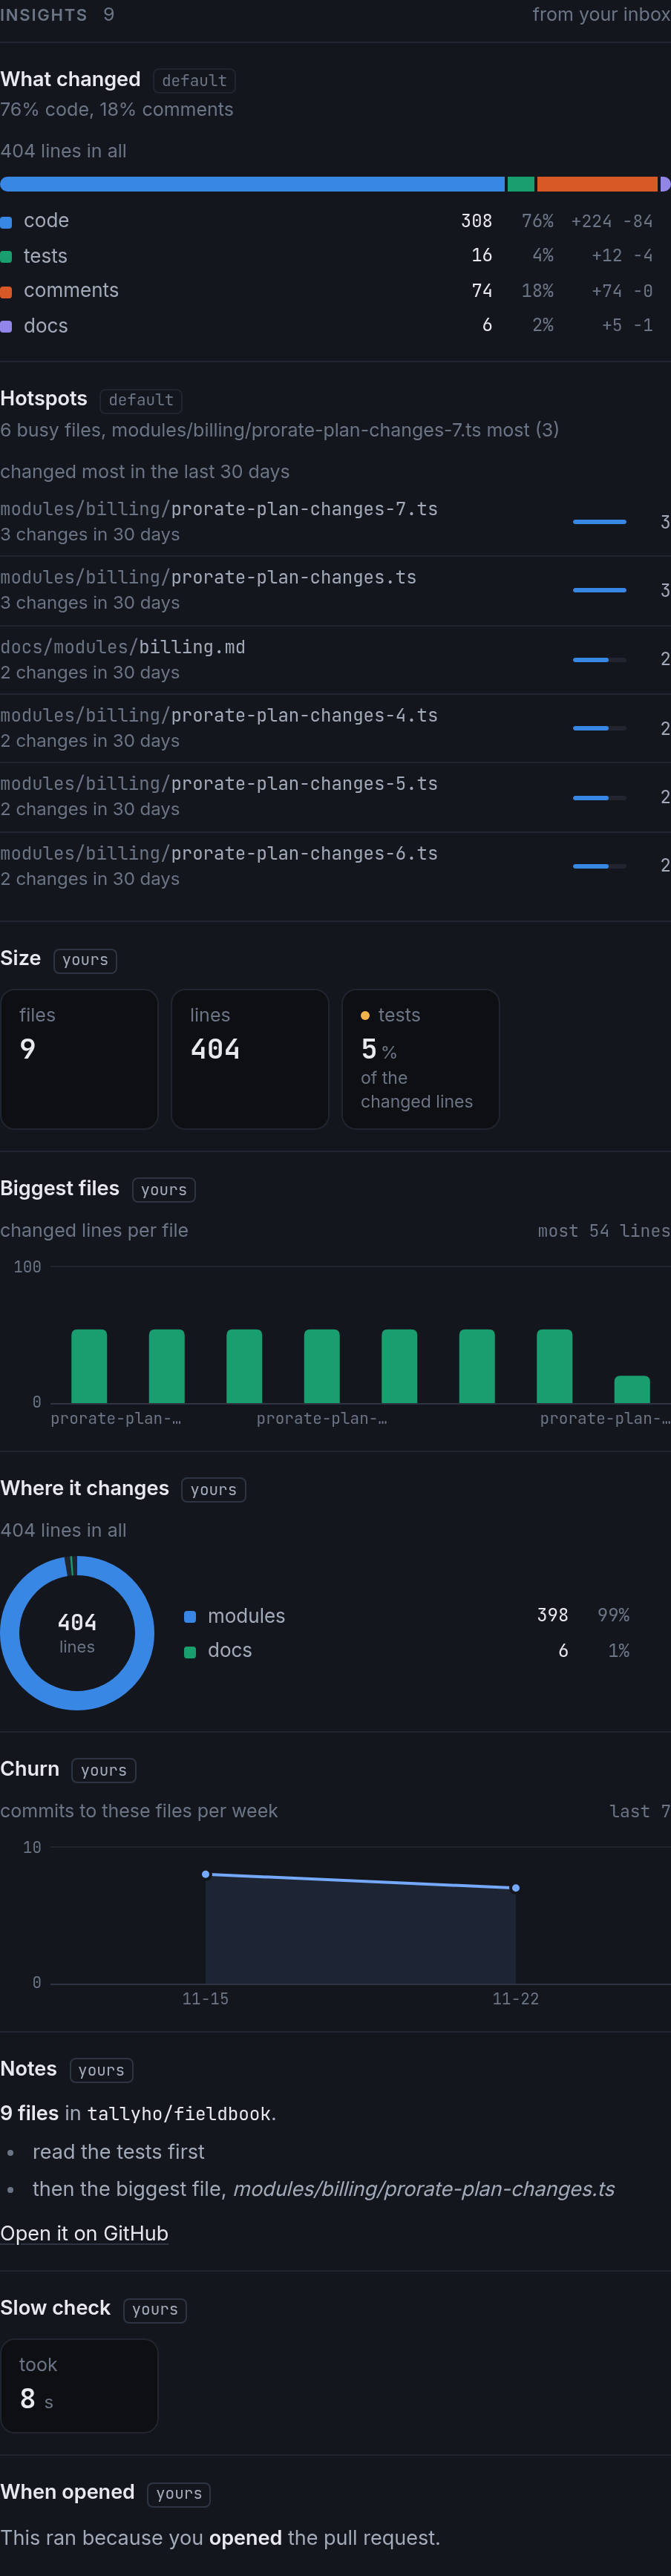 INSIGHTS 9 from your inbox
What changed default
76% code, 18% comments
404 lines in all
code 308 76% +224 -84
tests 16 4% +12 -4
comments 74 18% +74 -0
docs 6 2% +5 -1
Hotspots default
6 busy files, modules/billing/prorate-plan-changes-7.ts most (3)
changed most in the last 30 days
modules/billing/prorate-plan-changes-7.ts 3
3 changes in 30 days
modules/billing/prorate-plan-changes.ts 3
3 changes in 30 days
docs/modules/billing.md 2
2 changes in 30 days
modules/billing/prorate-plan-changes-4.ts 2
2 changes in 30 days
modules/billing/prorate-plan-changes-5.ts 2
2 changes in 30 days
modules/billing/prorate-plan-changes-6.ts 2
2 changes in 30 days
Size yours
files lines tests
9 404 5 %
of the
changed lines
Biggest files yours
changed lines per file most 54 lines
100
0
prorate-plan-… prorate-plan-… prorate-plan-…
Where it changes yours
404 lines in all
404
lines
modules 398 99%
docs 6 1%
Churn yours
commits to these files per week last 7
10
0
11-15 11-22
Notes yours
9 files in tallyho/fieldbook.
• read the tests first
• then the biggest file, modules/billing/prorate-plan-changes.ts
Open it on GitHub
Slow check yours
took
8 s
When opened yours
This ran because you opened the pull request.